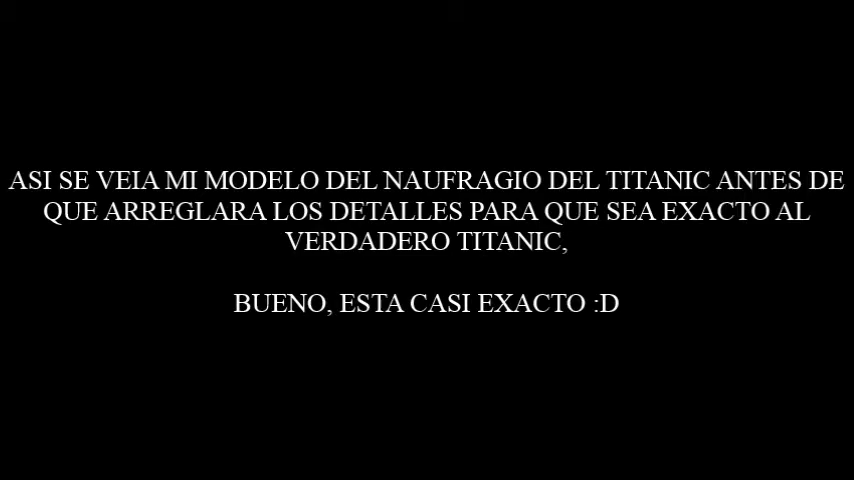 ASI SE VEIA MI MODELO DEL NAUFRAGIO DEL TITANIC ANTES DE
QUE ARREGLARA LOS DETALLES PARA QUE SEA EXACTO AL
VERDADERO TITANIC,
BUENO, ESTA CASI EXACTO :D